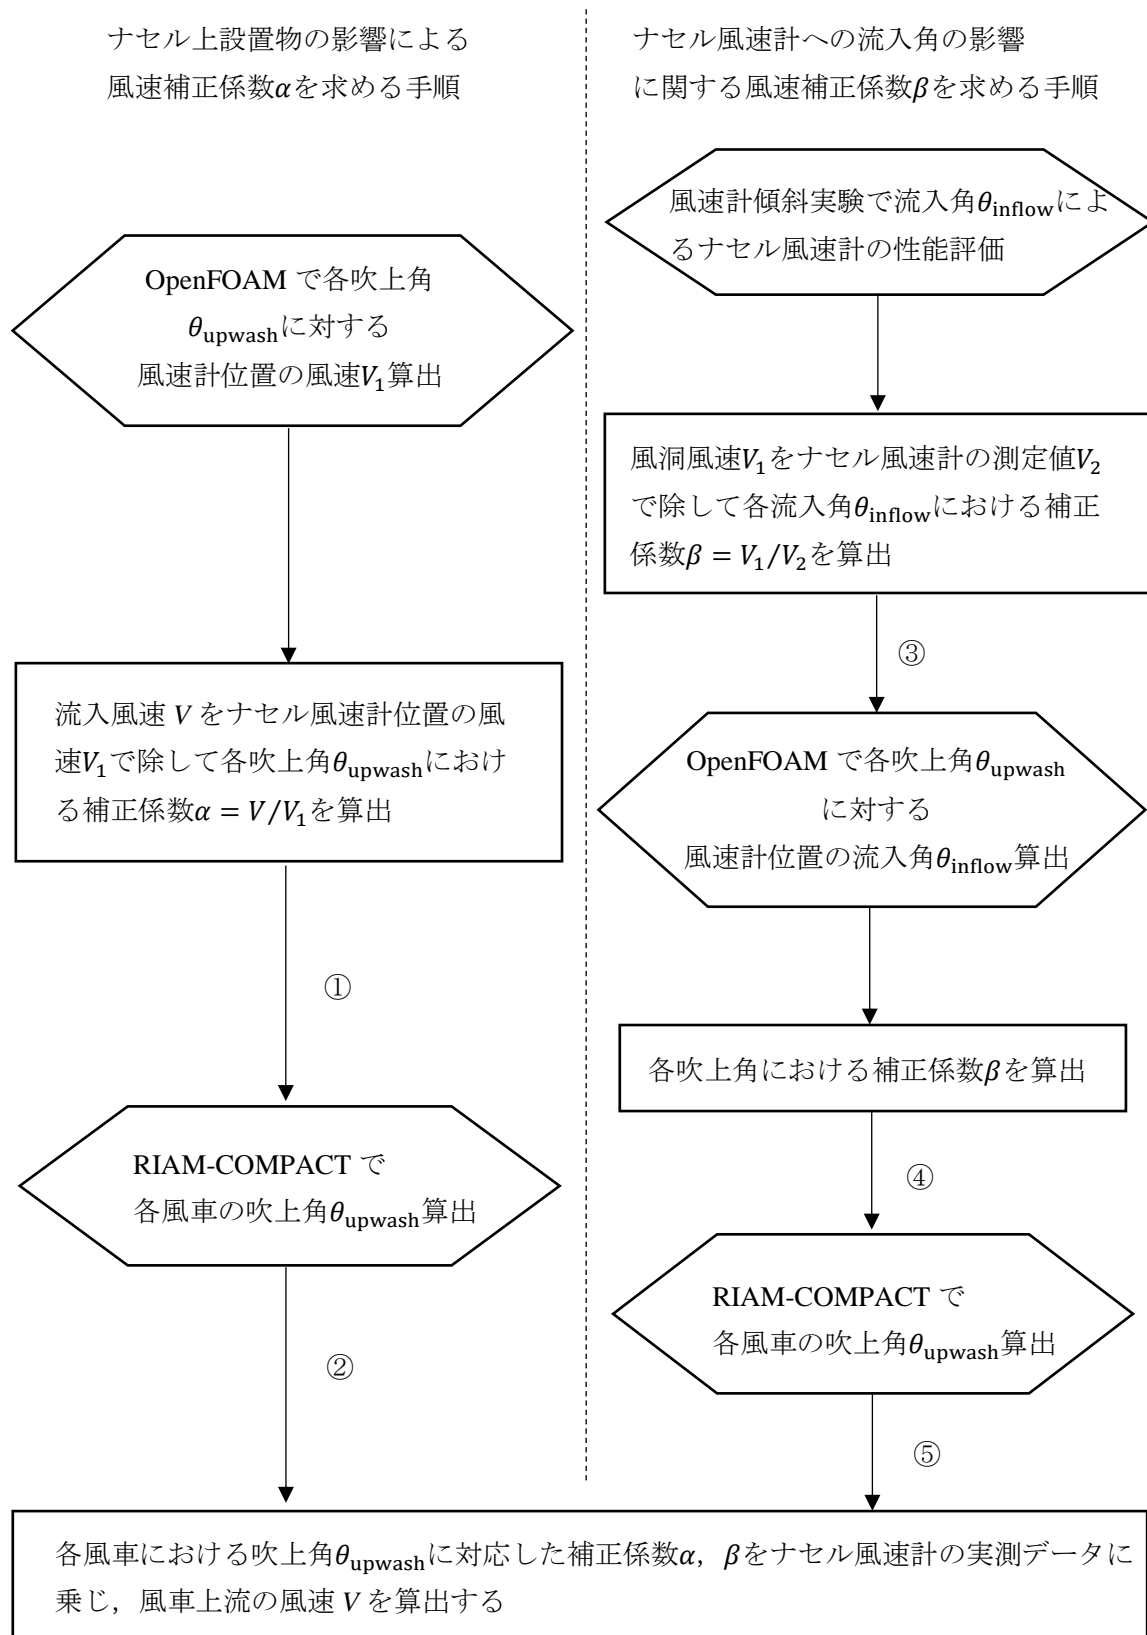 ナセル上設置物の影響による
風速補正係数αを求める手順
OpenFOAM で各吹上角
θupwashに対する
風速計位置の風速V1算出
流入風速 V をナセル風速計位置の風
速V1で除して各吹上角θupwashにおけ
る補正係数α = V/V1を算出
①
RIAM-COMPACT で
各風車の吹上角θupwash算出
②
ナセル風速計への流入角の影響
に関する風速補正係数βを求める手順
風速計傾斜実験で流入角θinflowによ
るナセル風速計の性能評価
風洞風速V1をナセル風速計の測定値V2
で除して各流入角θinflowにおける補正
係数β = V1/V2を算出
③
OpenFOAM で各吹上角θupwash
に対する
風速計位置の流入角θinflow算出
各吹上角における補正係数βを算出
④
RIAM-COMPACT で
各風車の吹上角θupwash算出
⑤
各風車における吹上角θupwashに対応した補正係数α，βをナセル風速計の実測データに
乗じ，風車上流の風速 V を算出する